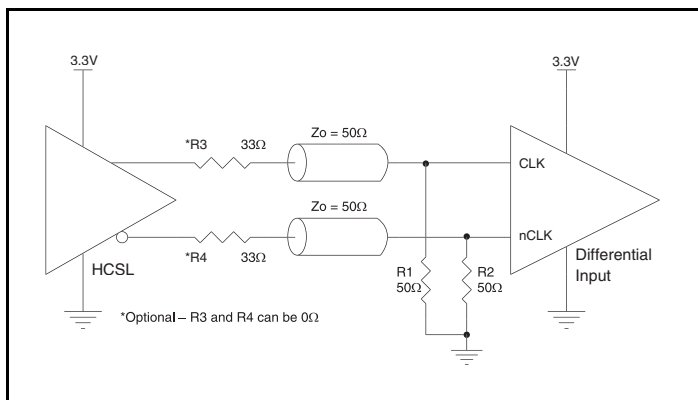 3.3V
3.3V
*R3
33Ω
Zo = 50Ω
CLK
Zo = 50Ω
nCLK
*R4
33Ω
HCSL
R1
50Ω
R2
50Ω
Differential
Input
*Optional – R3 and R4 can be 0Ω